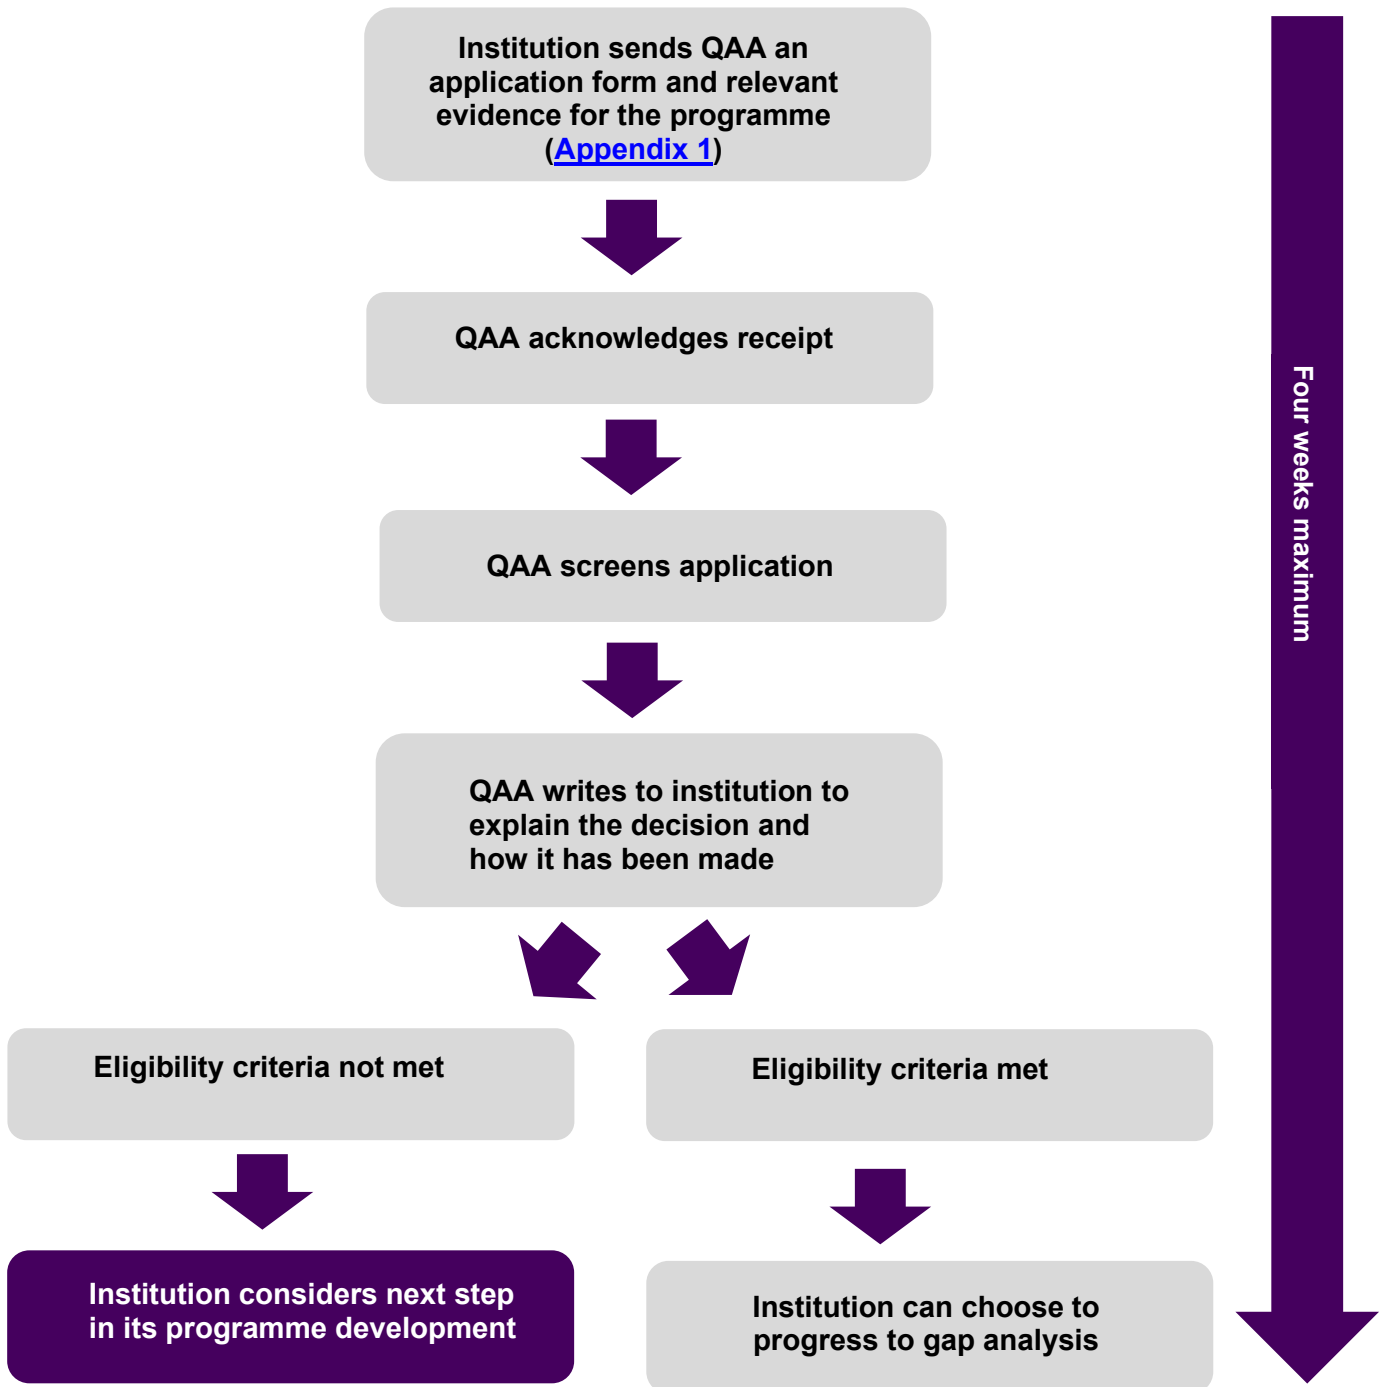 Institution sends QAA an
application form and relevant
evidence for the programme
(Appendix 1)
QAA acknowledges receipt
QAA screens application
QAA writes to institution to
explain the decision and
how it has been made
Eligibility criteria not met
Eligibility criteria met
Institution considers next step
in its programme development
Institution can choose to
progress to gap analysis
Four weeks maximum